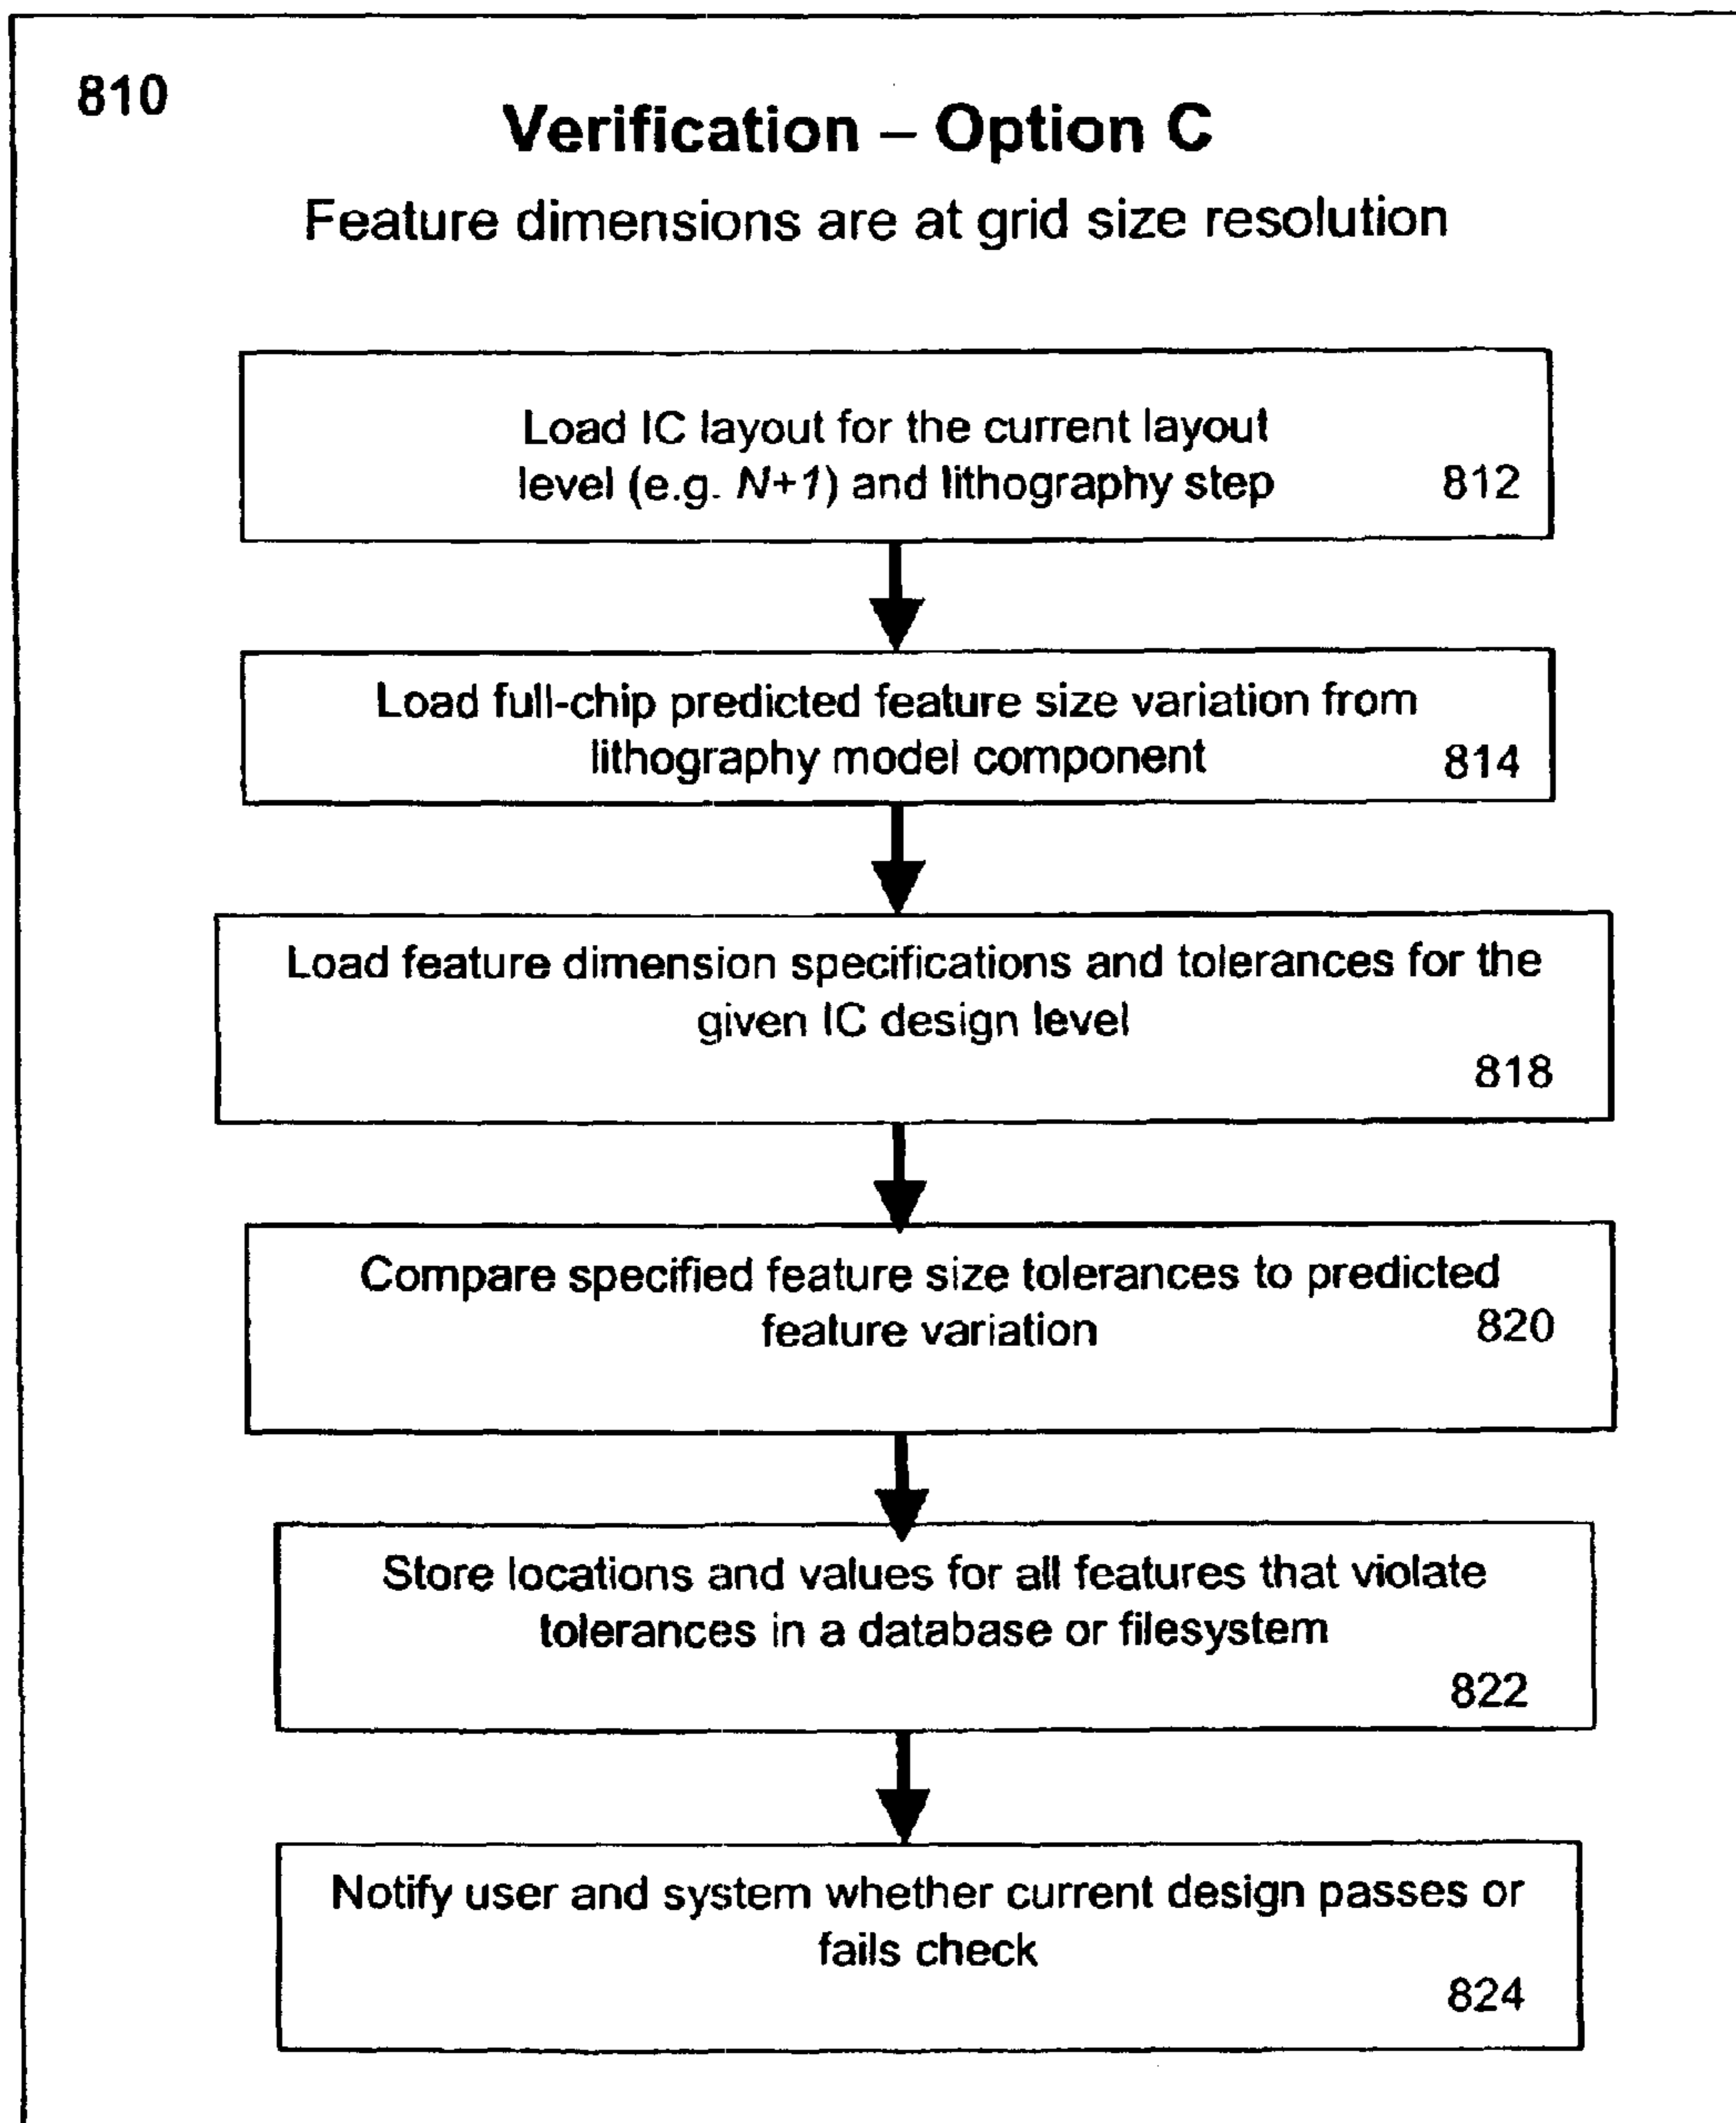 810
Verification – Option C
Feature dimensions are at grid size resolution
Load IC layout for the current layout
level (e.g. N+1) and lithography step
812
Load full-chip predicted feature size variation from
lithography model component
814
Load feature dimension specifications and tolerances for the
given IC design level
818
Compare specified feature size tolerances to predicted
feature variation
820
Store locations and values for all features that violate
tolerances in a database or filesystem
822
Notify user and system whether current design passes or
fails check
824